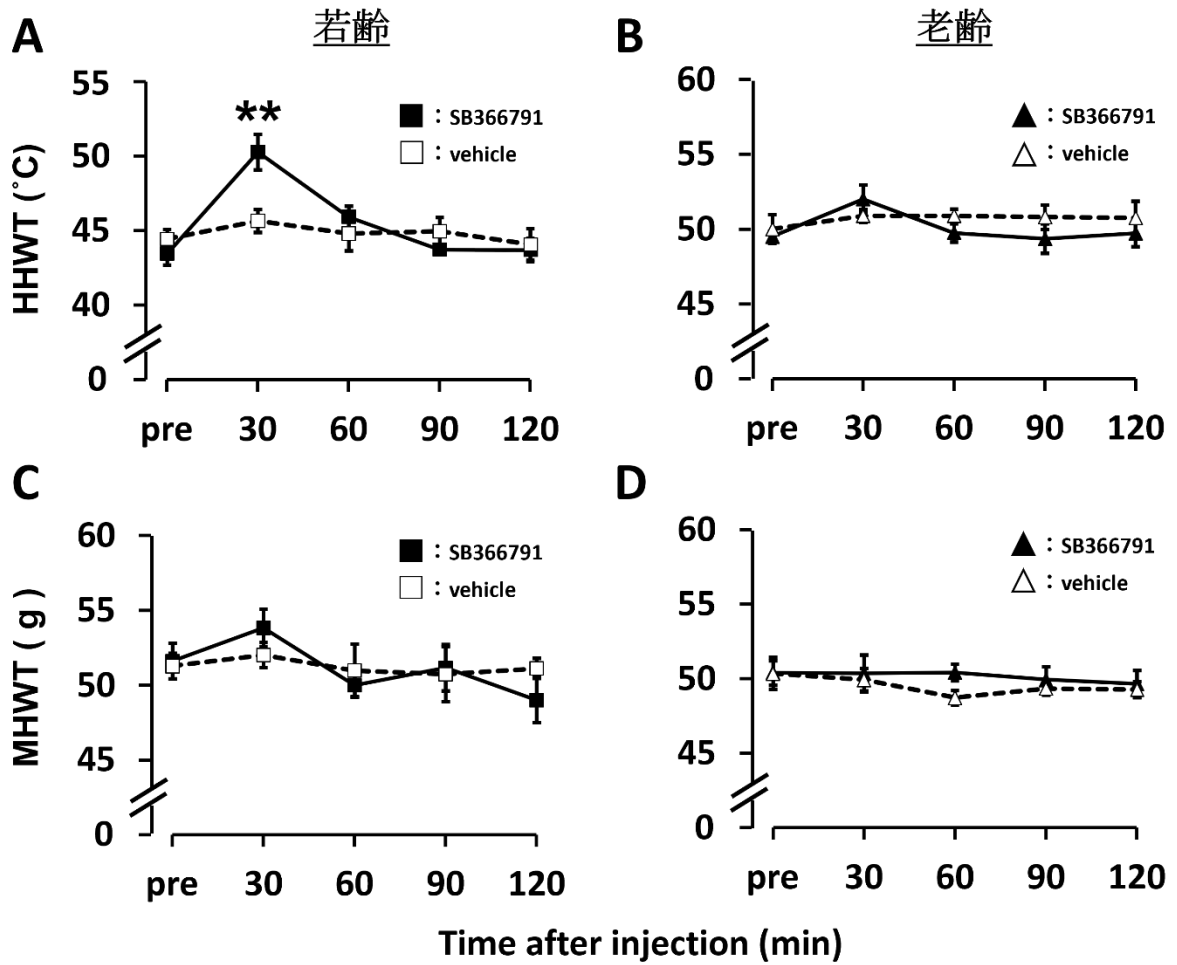 A
若齢
HHWT (˚C)
55
50
45
40
0
**
■ : SB366791
□ : vehicle
pre 30 60 90 120
B
老齢
60
55
50
45
0
▲ : SB366791
△ : vehicle
pre 30 60 90 120
C
MHWT ( g )
60
55
50
45
0
■ : SB366791
□ : vehicle
pre 30 60 90 120
D
60
55
50
45
0
▲ : SB366791
△ : vehicle
pre 30 60 90 120
Time after injection (min)